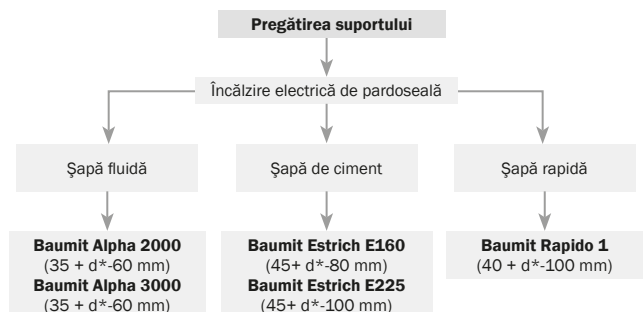 Pregătirea suportului
Încălzire electrică de pardoseală
Şapă fluidă
Şapă de ciment
Şapă rapidă
Baumit Alpha 2000
(35 + d*-60 mm)
Baumit Alpha 3000
(35 + d*-60 mm)
Baumit Estrich E160
(45+ d*-80 mm)
Baumit Estrich E225
(45+ d*-100 mm)
Baumit Rapido 1
(40 + d*-100 mm)